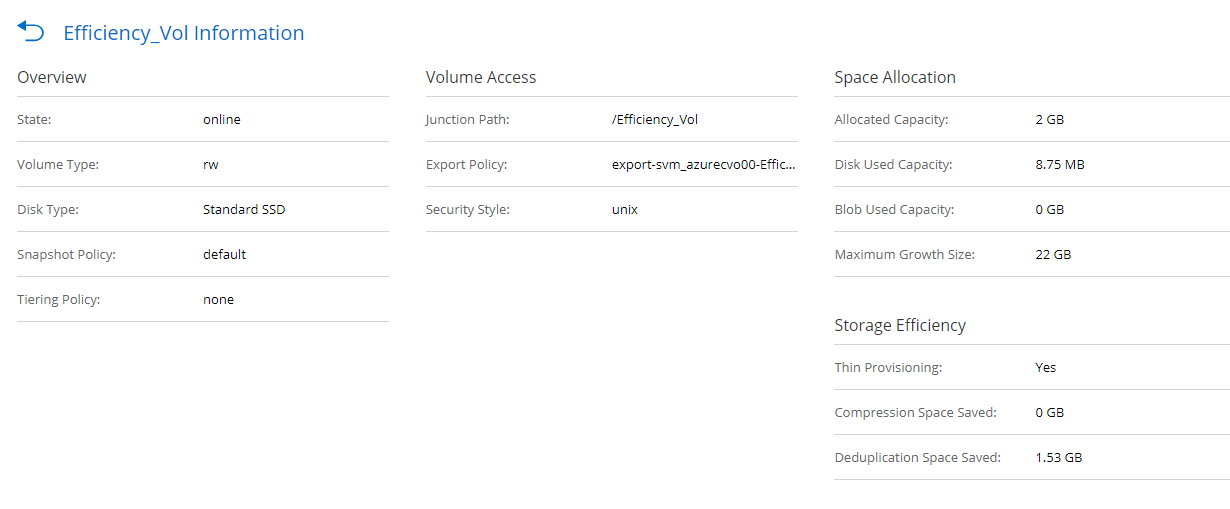 Efficiency_Vol Information
Overview
State: online
Volume Type: rw
Disk Type: Standard SSD
Snapshot Policy: default
Tiering Policy: none
Volume Access
Junction Path: /Efficiency_Vol
Export Policy: export-svm_azurecvo00-Effic...
Security Style: unix
Space Allocation
Allocated Capacity: 2 GB
Disk Used Capacity: 8.75 MB
Blob Used Capacity: 0 GB
Maximum Growth Size: 22 GB
Storage Efficiency
Thin Provisioning: Yes
Compression Space Saved: 0 GB
Deduplication Space Saved: 1.53 GB